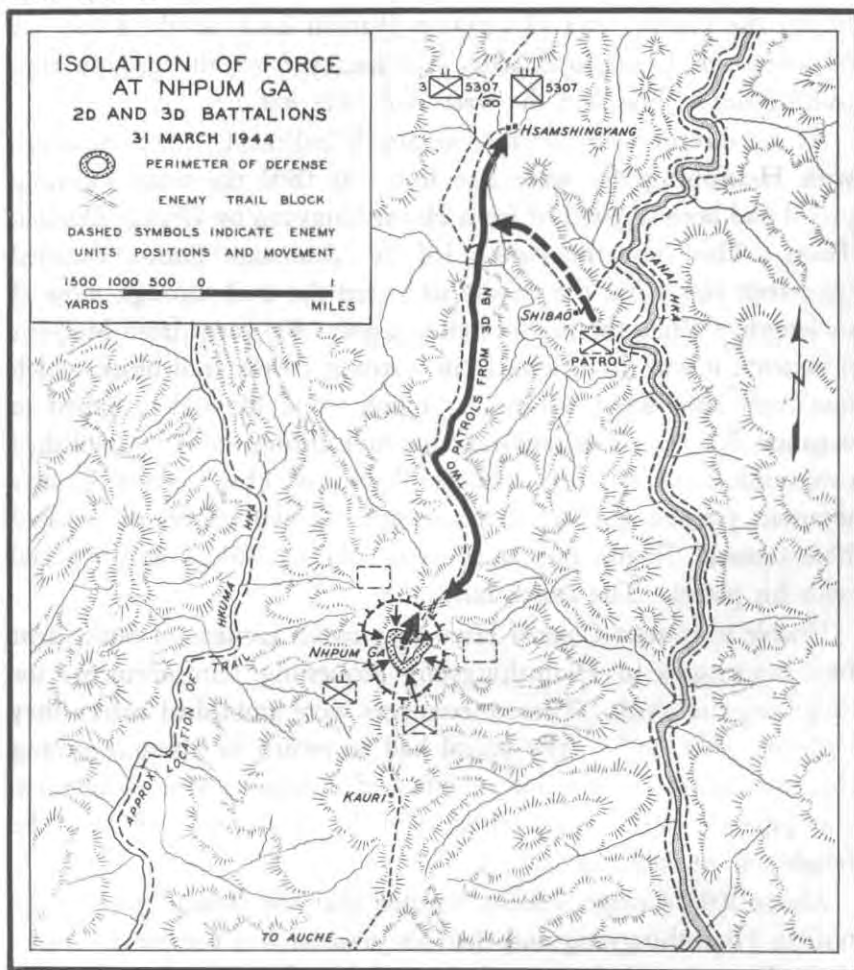 ISOLATION OF FORCE
AT NHPUM GA
2D AND 3D BATTALIONS
31 MARCH 1944
PERIMETER OF DEFENSE
ENEMY TRAIL BLOCK
DASHED SYMBOLS INDICATE ENEMY
UNITS POSITIONS AND MOVEMENT
1500 1000 500 0 1
YARDS MILES
3 5307
5307
HSAMSHINGYANG
TANAI HKA
SHIBAO
PATROL
TWO PATROLS FROM 3D BN
HKUMA HKA
NHPUM GA
APPROX LOCATION OF TRAIL
KAURI
TO AUCHE